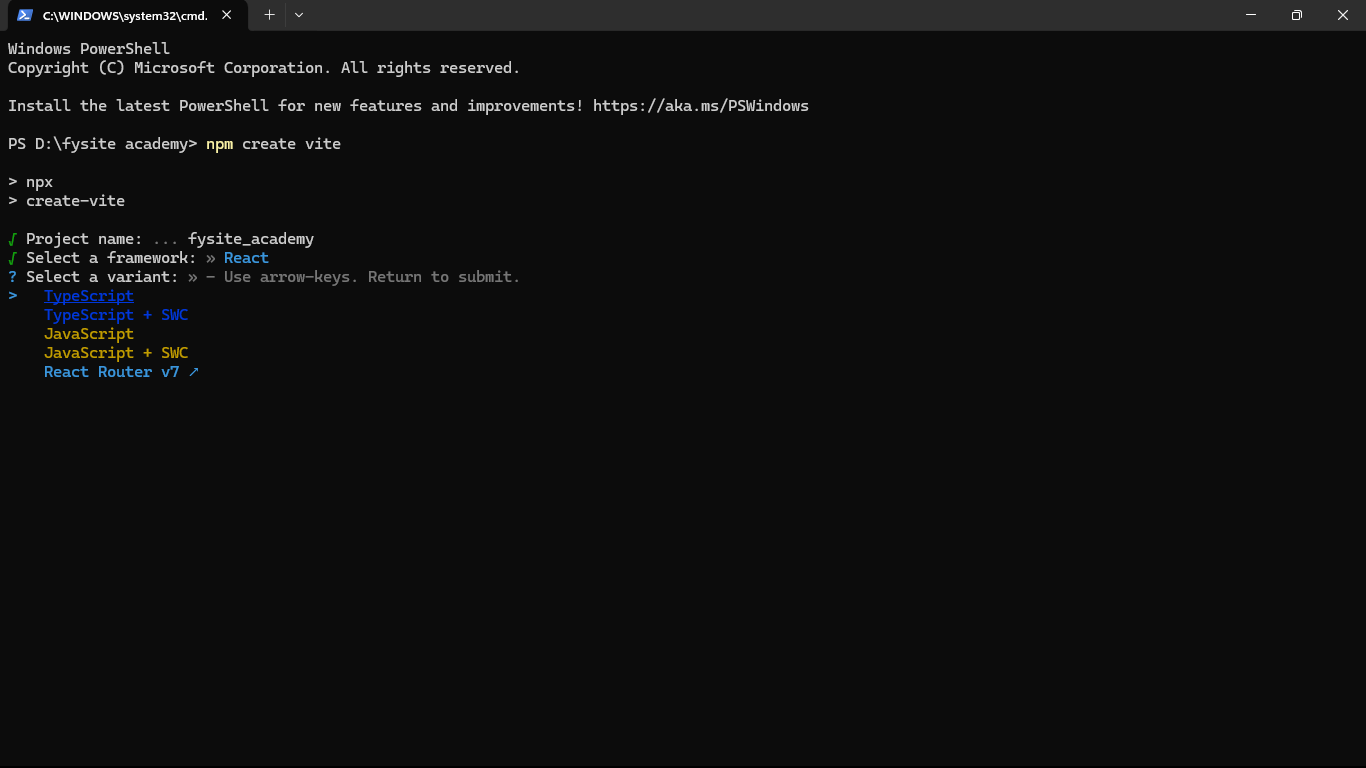 C:\WINDOWS\system32\cmd.
Windows PowerShell
Copyright (C) Microsoft Corporation. All rights reserved.
Install the latest PowerShell for new features and improvements! https://aka.ms/PSWindows
PS D:\fysite academy> npm create vite
> npx
> create-vite
√ Project name: ... fysite_academy
√ Select a framework: » React
? Select a variant: » - Use arrow-keys. Return to submit.
> TypeScript
TypeScript + SWC
JavaScript
JavaScript + SWC
React Router v7 ↗